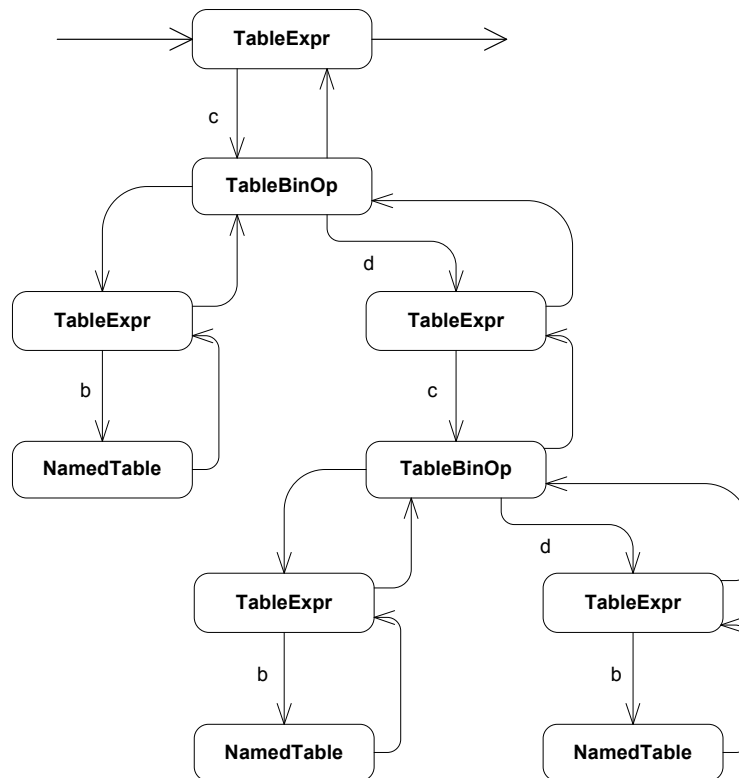 TableExpr
c
TableBinOp
d
TableExpr
TableExpr
b
c
NamedTable
TableBinOp
d
TableExpr
TableExpr
b
b
NamedTable
NamedTable